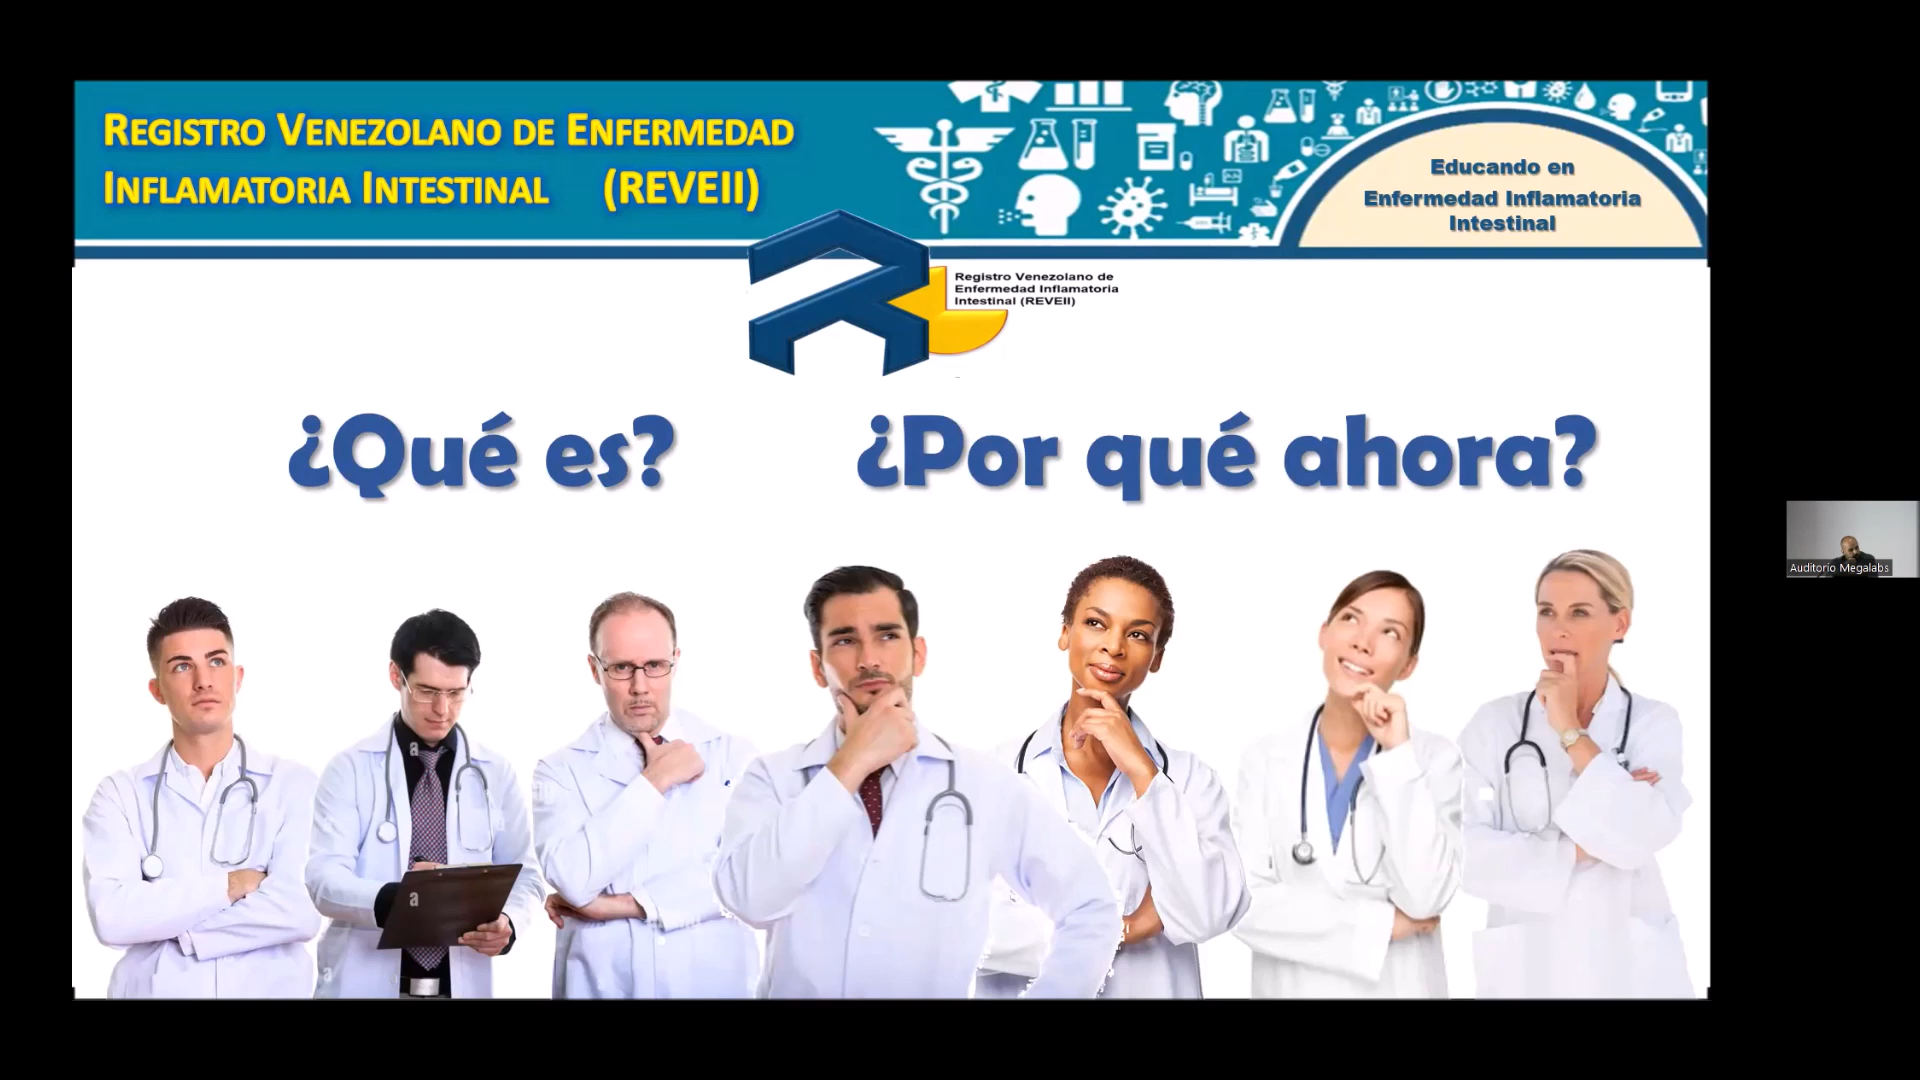 REGISTRO VENEZOLANO DE ENFERMEDAD
INFLAMATORIA INTESTINAL (REVEII)
Educando en
Enfermedad Inflamatoria
Intestinal
Registro Venezolano de
Enfermedad Inflamatoria
Intestinal (REVEII)
¿Qué es? ¿Por qué ahora?
Auditorio Megalabs
a
a
a